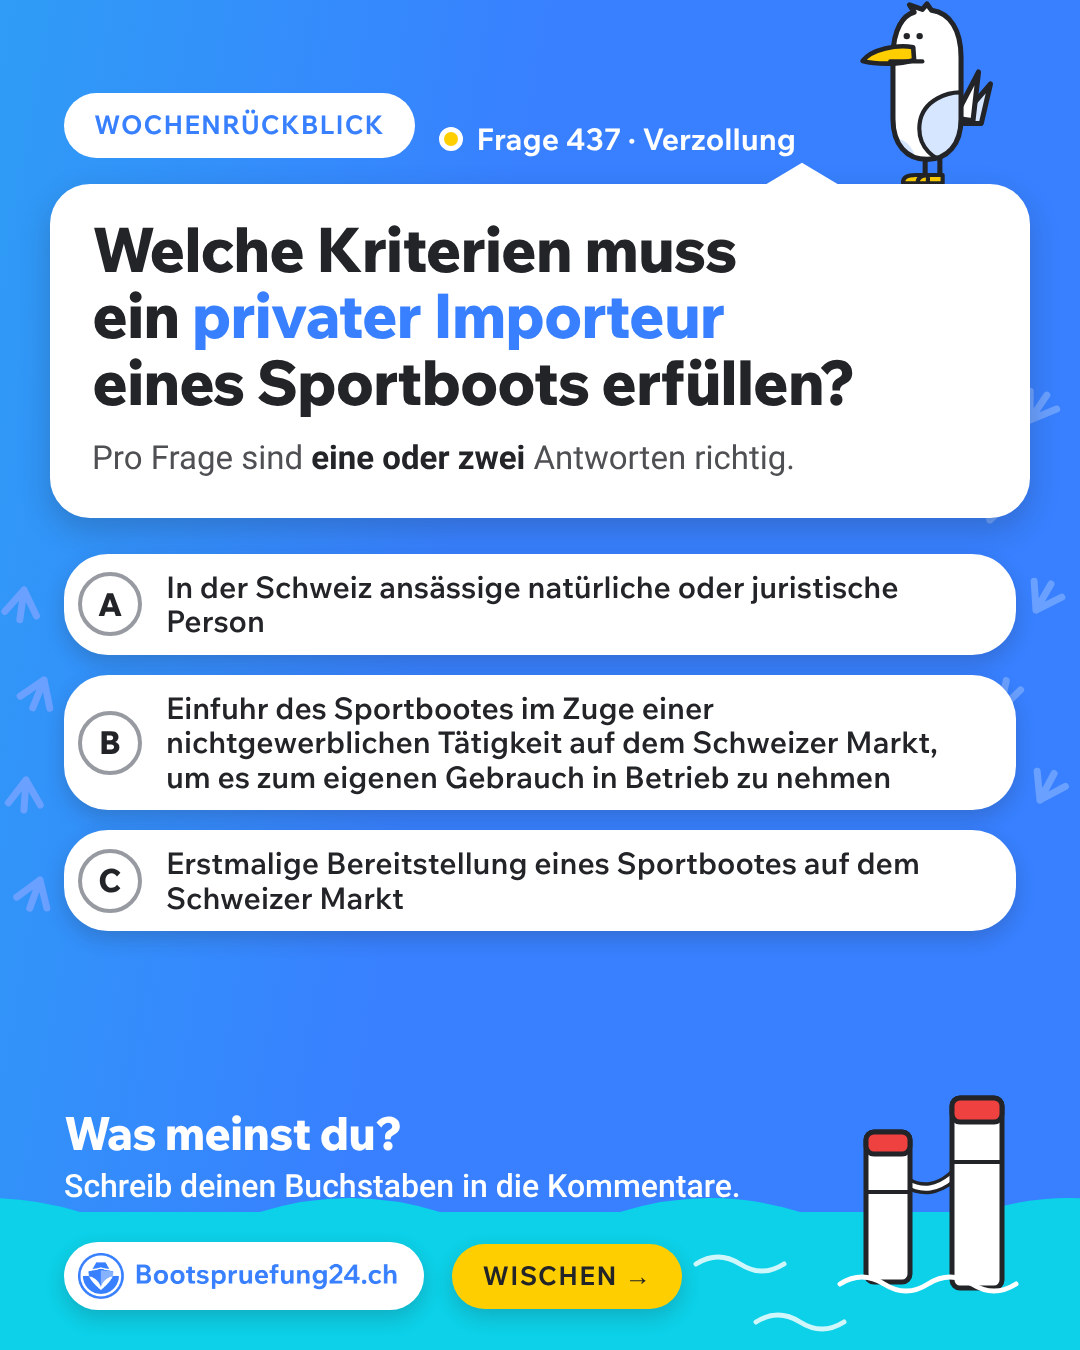 WOCHENRÜCKBLICK
Frage 437 · Verzollung
Welche Kriterien muss
ein privater Importeur
eines Sportboots erfüllen?
Pro Frage sind eine oder zwei Antworten richtig.
A
In der Schweiz ansässige natürliche oder juristische
Person
B
Einfuhr des Sportbootes im Zuge einer
nichtgewerblichen Tätigkeit auf dem Schweizer Markt,
um es zum eigenen Gebrauch in Betrieb zu nehmen
C
Erstmalige Bereitstellung eines Sportbootes auf dem
Schweizer Markt
Was meinst du?
Schreib deinen Buchstaben in die Kommentare.
Bootspruefung24.ch
WISCHEN →